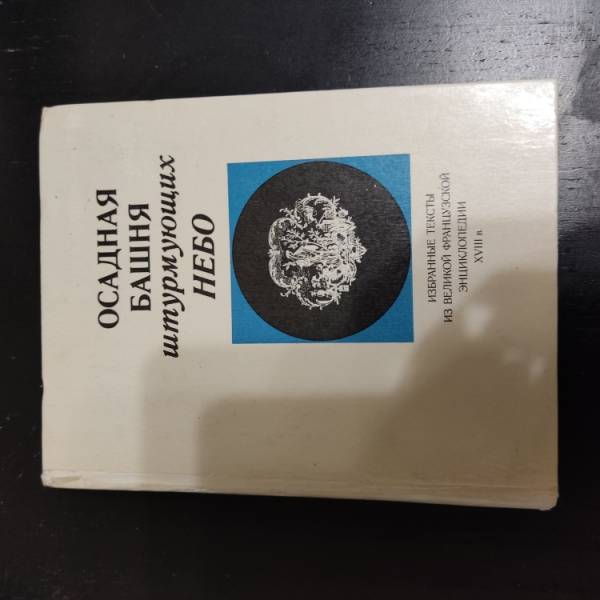 ОСАДНАЯ
БАШНЯ
штурмующих
НЕБО
ИЗБРАННЫЕ ТЕКСТЫ
ИЗ ВЕЛИКОЙ ФРАНЦУЗСКОЙ
ЭНЦИКЛОПЕДИИ
XVIII в.